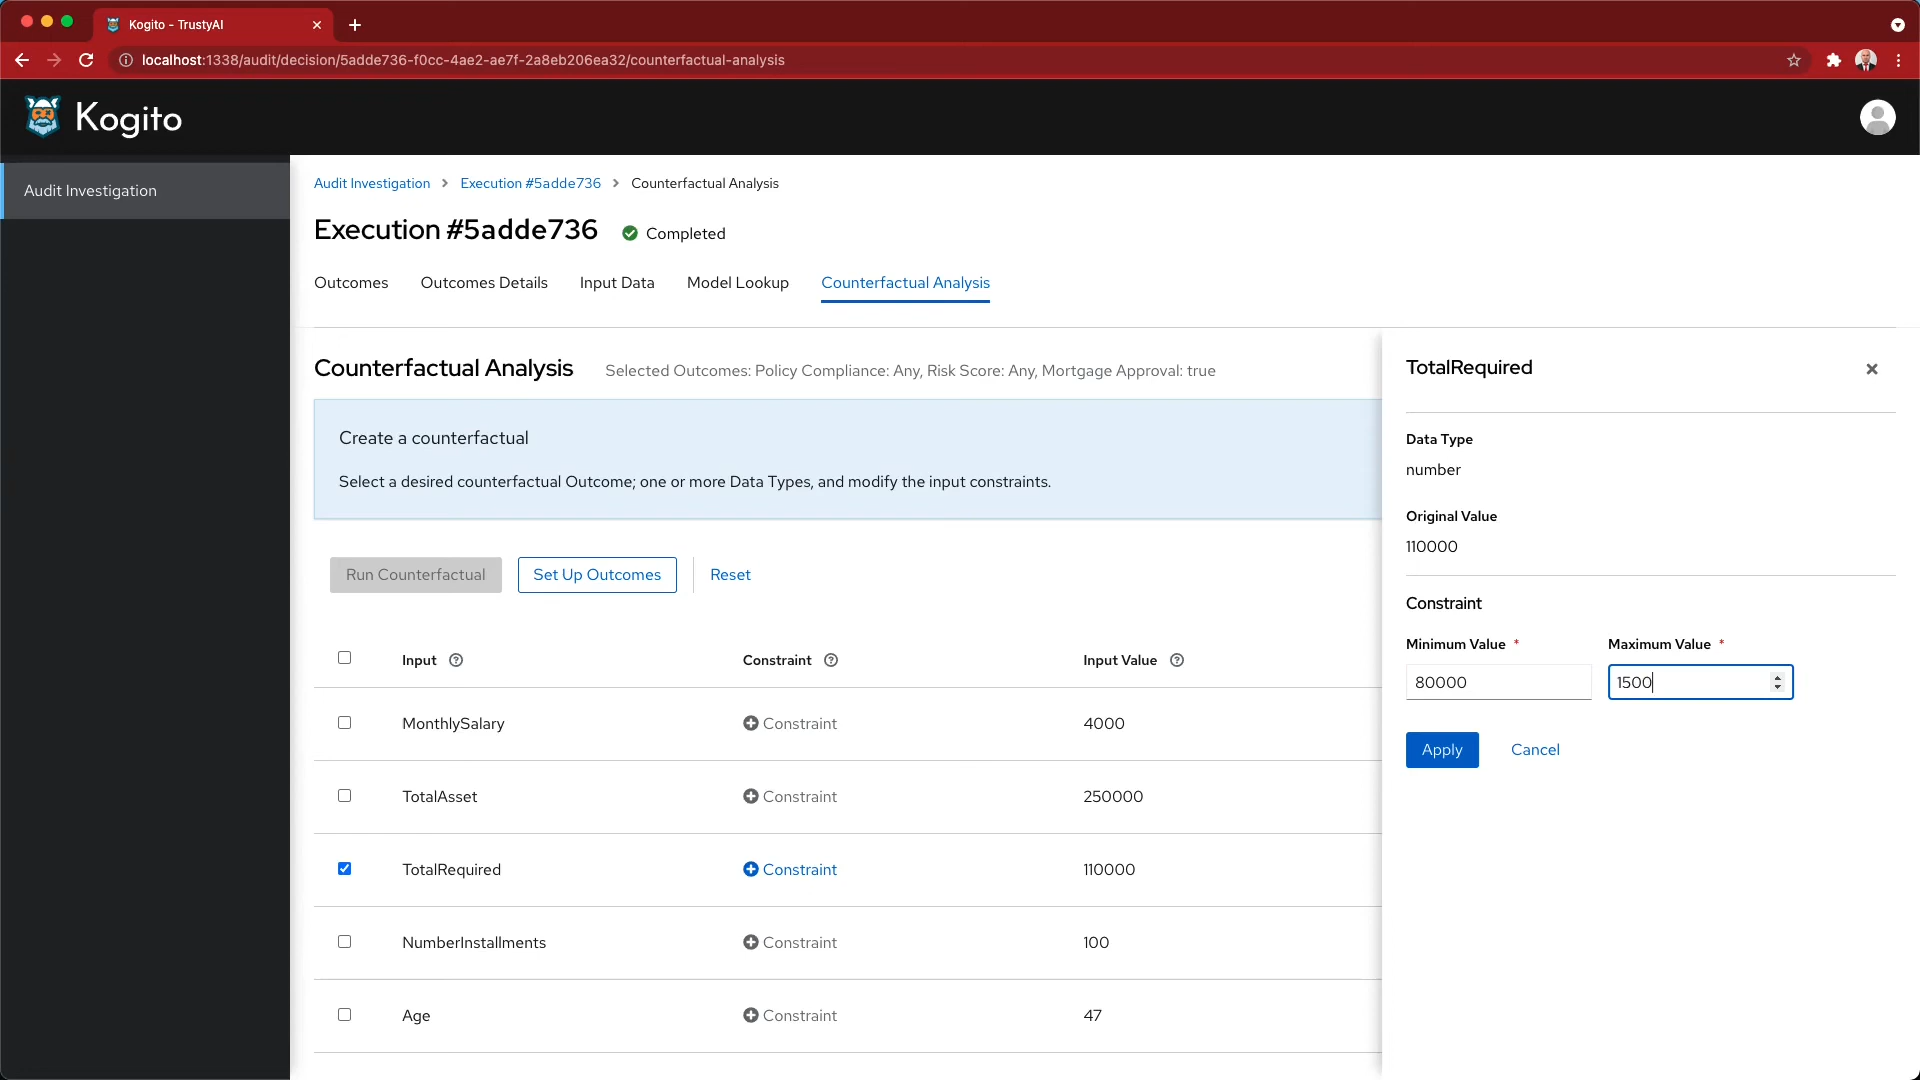 Kogito - TrustyAI
localhost:1338/audit/decision/5adde736-f0cc-4ae2-ae7f-2a8eb206ea32/counterfactual-analysis
Kogito
Audit Investigation
Audit Investigation > Execution #5adde736 > Counterfactual Analysis
Execution #5adde736 Completed
Outcomes Outcomes Details Input Data Model Lookup Counterfactual Analysis
Counterfactual Analysis Selected Outcomes: Policy Compliance: Any, Risk Score: Any, Mortgage Approval: true
Create a counterfactual
Select a desired counterfactual Outcome; one or more Data Types, and modify the input constraints.
Run Counterfactual Set Up Outcomes Reset
Input Constraint Input Value
MonthlySalary Constraint 4000
TotalAsset Constraint 250000
TotalRequired Constraint 110000
NumberInstallments Constraint 100
Age Constraint 47
TotalRequired
Data Type
number
Original Value
110000
Constraint
Minimum Value * Maximum Value *
80000 1500
Apply Cancel